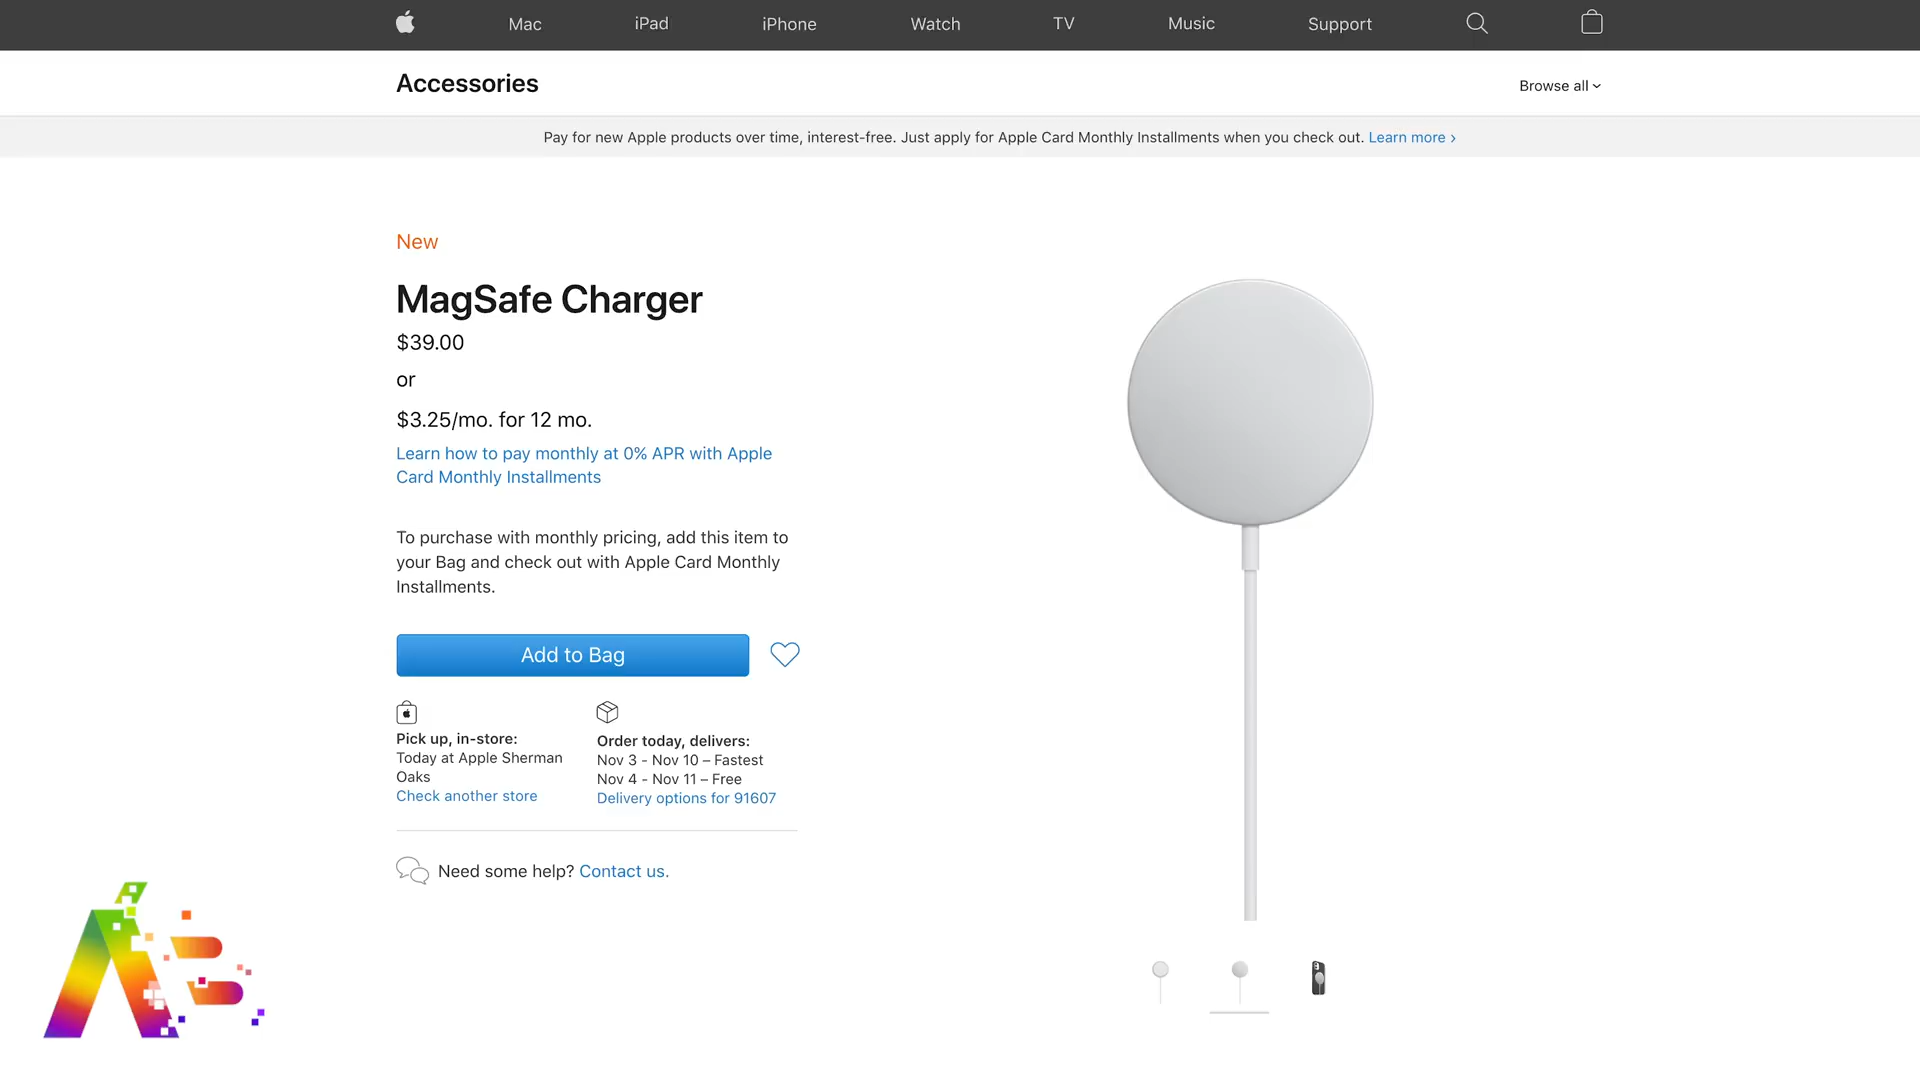 Mac
iPad
iPhone
Watch
TV
Music
Support
Accessories
Browse all
Pay for new Apple products over time, interest-free. Just apply for Apple Card Monthly Installments when you check out. Learn more ›
New
MagSafe Charger
$39.00
or
$3.25/mo. for 12 mo.
Learn how to pay monthly at 0% APR with Apple
Card Monthly Installments
To purchase with monthly pricing, add this item to
your Bag and check out with Apple Card Monthly
Installments.
Add to Bag
Pick up, in-store:
Today at Apple Sherman
Oaks
Check another store
Order today, delivers:
Nov 3 - Nov 10 – Fastest
Nov 4 - Nov 11 – Free
Delivery options for 91607
Need some help? Contact us.